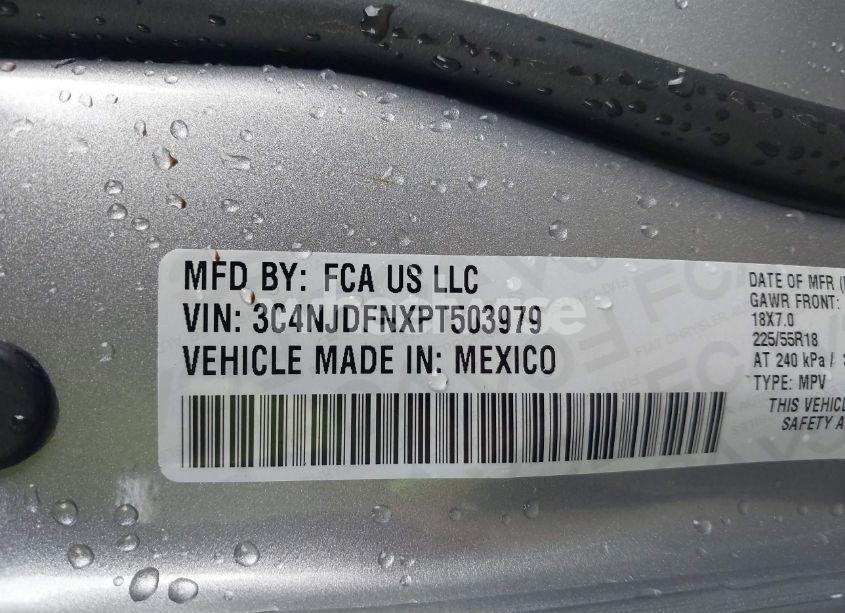 MFD BY: FCA US LLC
VIN: 3C4NJDFNXPT503979
VEHICLE MADE IN: MEXICO
DATE OF MFR
GAWR FRONT:
18X7.0
225/55R18
AT 240 kPa /
TYPE: MPV
THIS
SAFETY